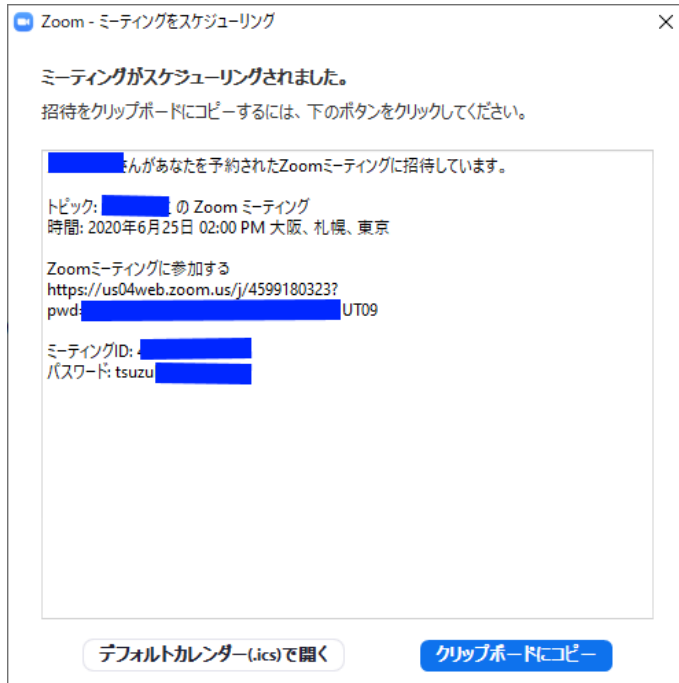 Zoom - ミーティングをスケジューリング
ミーティングがスケジューリングされました。
招待をクリップボードにコピーするには、下のボタンをクリックしてください。
さんがあなたを予約されたZoomミーティングに招待しています。
トピック: の Zoom ミーティング
時間: 2020年6月25日 02:00 PM 大阪、札幌、東京
Zoomミーティングに参加する
https://us04web.zoom.us/j/4599180323?
pwd= UT09
ミーティングID:
パスワード: tsuzu
デフォルトカレンダー(.ics)で開く
クリップボードにコピー